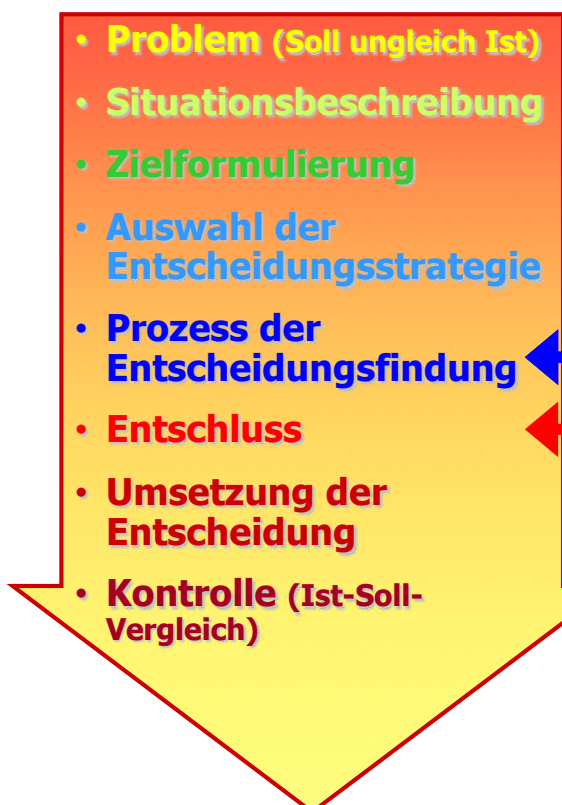 • Problem (Soll ungleich Ist)
• Situationsbeschreibung
• Zielformulierung
• Auswahl der
Entscheidungsstrategie
• Prozess der
Entscheidungsfindung
• Entschluss
• Umsetzung der
Entscheidung
• Kontrolle (Ist-Soll-
Vergleich)